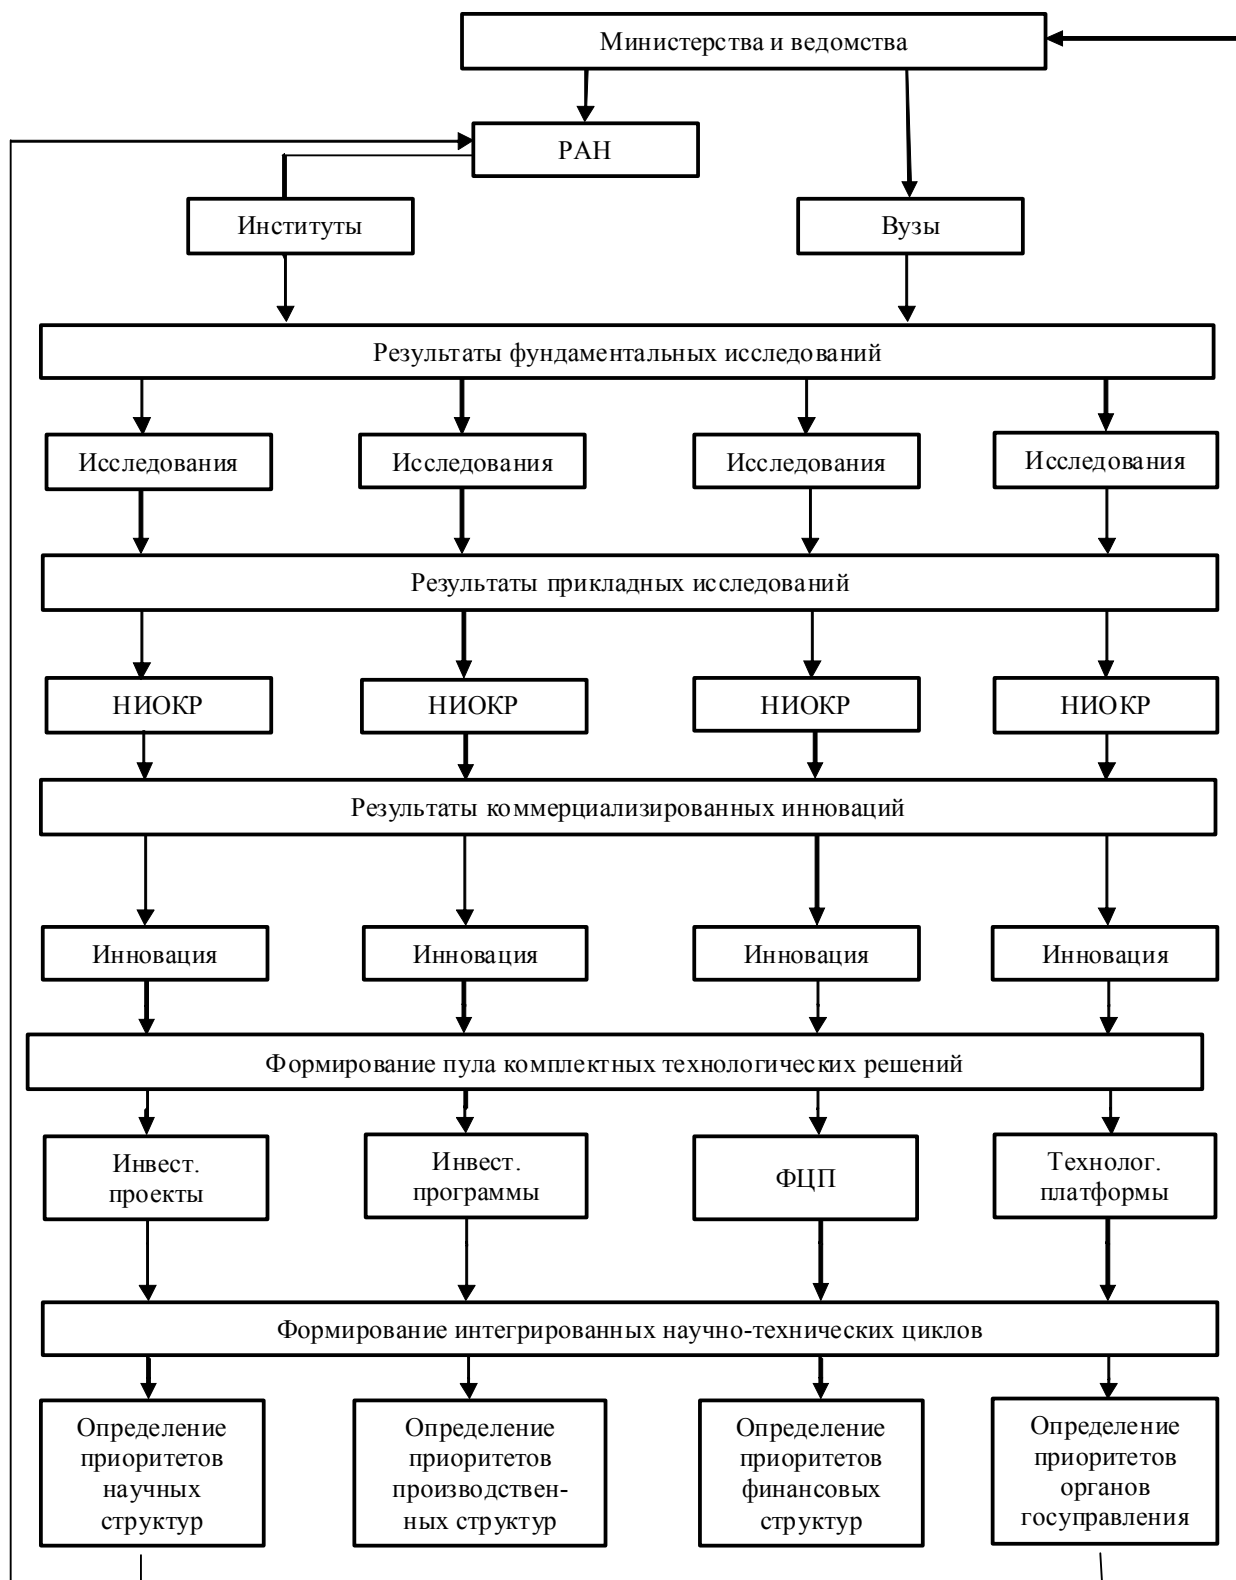 Министерства и ведомства
РАН
Институты
Вузы
Результаты фундаментальных исследований
Исследования
Исследования
Исследования
Исследования
Результаты прикладных исследований
НИОКР
НИОКР
НИОКР
НИОКР
Результаты коммерциализированных инноваций
Инновация
Инновация
Инновация
Инновация
Формирование пула комплектных технологических решений
Инвест.
проекты
Инвест.
программы
ФЦП
Технолог.
платформы
Формирование интегрированных научно-технических циклов
Определение
приоритетов
научных
структур
Определение
приоритетов
производствен-
ных структур
Определение
приоритетов
финансовых
структур
Определение
приоритетов
органов
госуправления